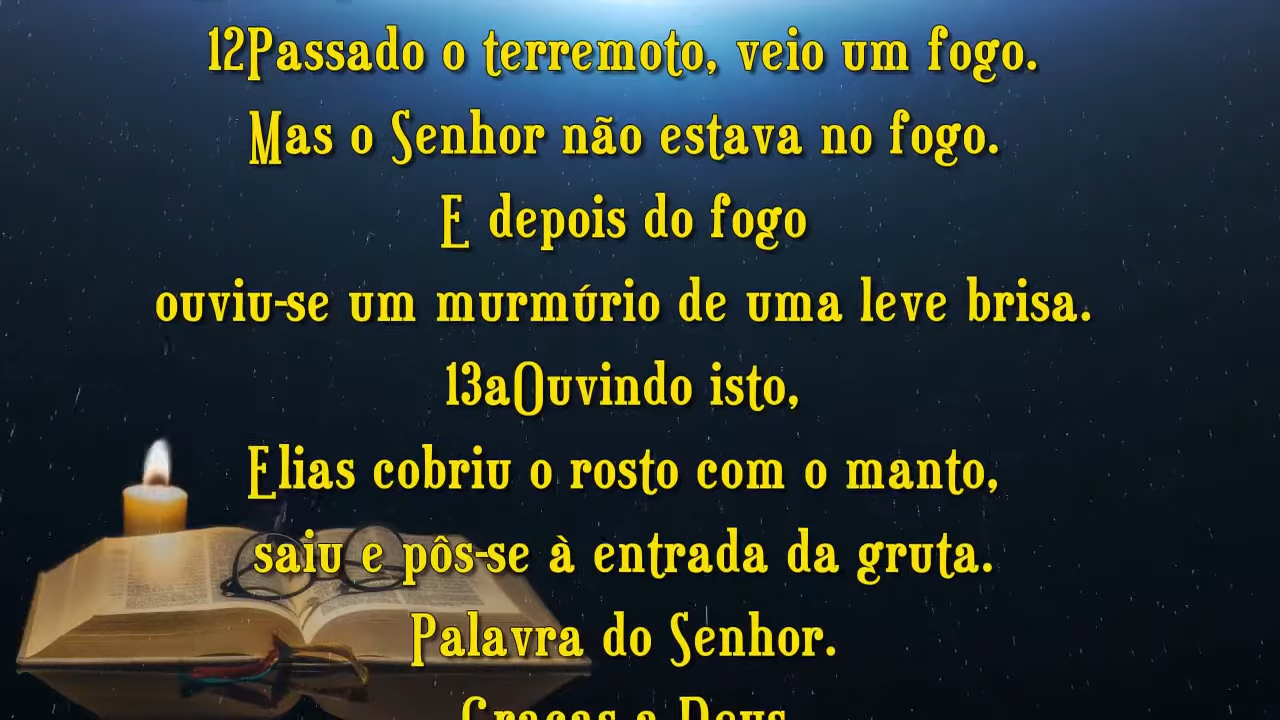 12Passado o terremoto, veio um fogo.
Mas o Senhor não estava no fogo.
E depois do fogo
ouviu-se um murmúrio de uma leve brisa.
13aOuvindo isto,
Elias cobriu o rosto com o manto,
saiu e pôs-se à entrada da gruta.
Palavra do Senhor.
Graças a Deus